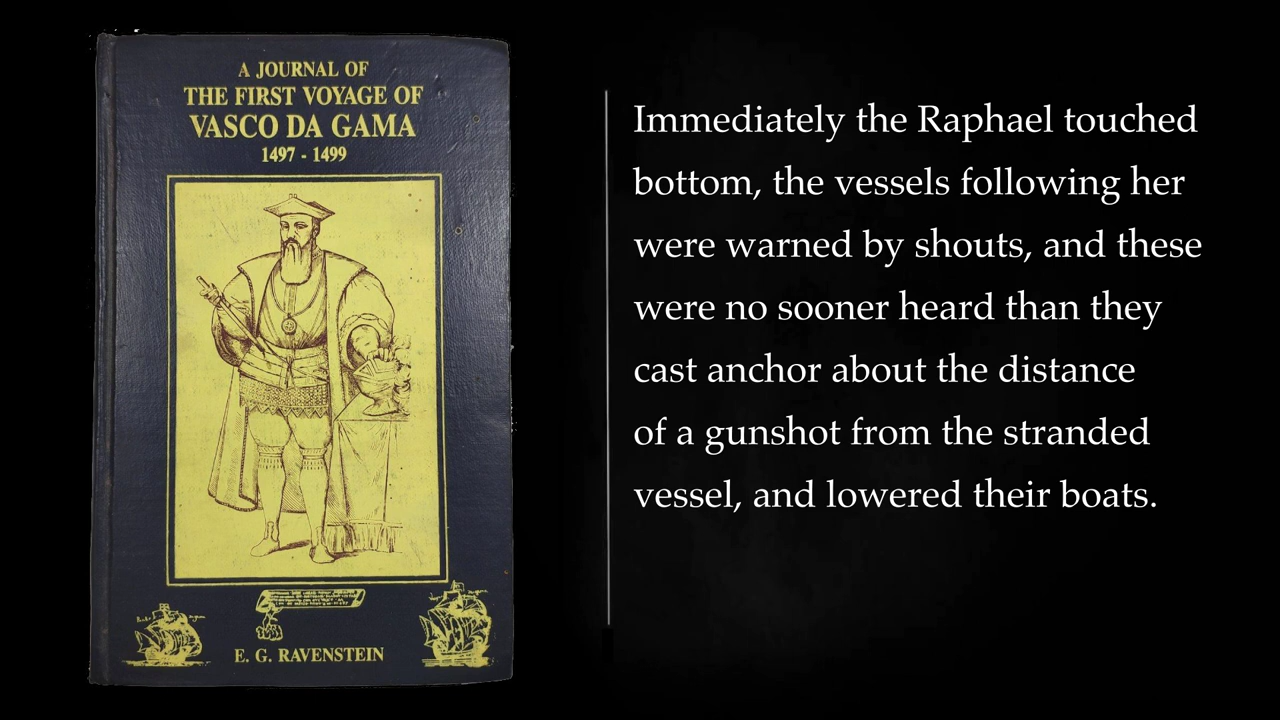 A JOURNAL OF
THE FIRST VOYAGE OF
VASCO DA GAMA
1497 - 1499
E. G. RAVENSTEIN
Immediately the Raphael touched
bottom, the vessels following her
were warned by shouts, and these
were no sooner heard than they
cast anchor about the distance
of a gunshot from the stranded
vessel, and lowered their boats.